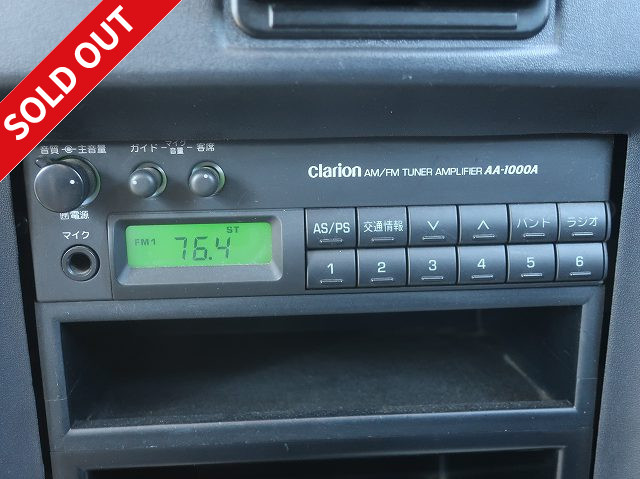 SOLD OUT
音質 主音量
ガイド マイク音量 客席
clarion AM/FM TUNER AMPLIFIER AA-1000A
電源
マイク
FM1 76.4 ST
AS/PS 交通情報 バンド ラジオ
1 2 3 4 5 6